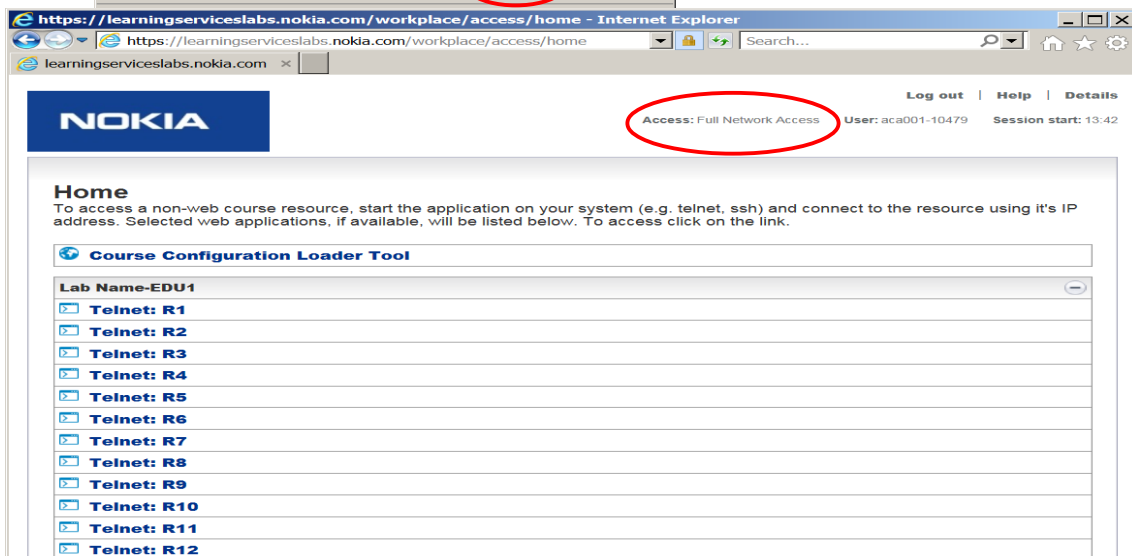 https://learningserviceslabs.nokia.com/workplace/access/home - Internet Explorer
https://learningserviceslabs.nokia.com/workplace/access/home Search...
learningserviceslabs.nokia.com ×
Log out | Help | Details
NOKIA
Access: Full Network Access User: aca001-10479 Session start: 13:42
Home
To access a non-web course resource, start the application on your system (e.g. telnet, ssh) and connect to the resource using it's IP
address. Selected web applications, if available, will be listed below. To access click on the link.
Course Configuration Loader Tool
Lab Name-EDU1
Telnet: R1
Telnet: R2
Telnet: R3
Telnet: R4
Telnet: R5
Telnet: R6
Telnet: R7
Telnet: R8
Telnet: R9
Telnet: R10
Telnet: R11
Telnet: R12